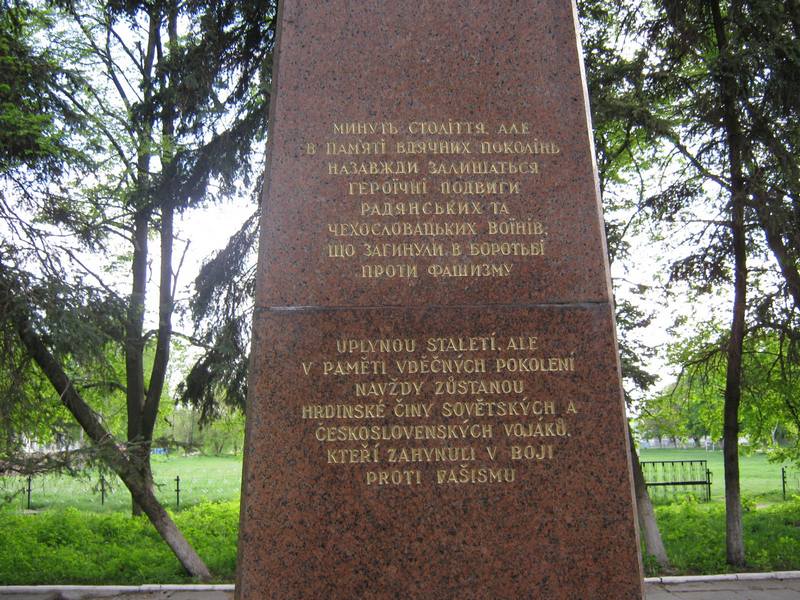 МИНУТЬ СТОЛІТТЯ, АЛЕ
В ПАМ'ЯТІ ВДЯЧНИХ ПОКОЛІНЬ
НАЗАВЖДИ ЗАЛИШАТЬСЯ
ГЕРОЇЧНІ ПОДВИГИ
РАДЯНСЬКИХ ТА
ЧЕХОСЛОВАЦЬКИХ ВОЇНІВ,
ЩО ЗАГИНУЛИ В БОРОТЬБІ
ПРОТИ ФАШИЗМУ
UPLYNOU STALETÍ, ALE
V PAMĚTI VDĚČNÝCH POKOLENÍ
NAVŽDY ZŮSTANOU
HRDINSKÉ ČINY SOVĚTSKÝCH A
ČESKOSLOVENSKÝCH VOJÁKŮ,
KTEŘÍ ZAHYNULI V BOJI
PROTI FAŠISMU